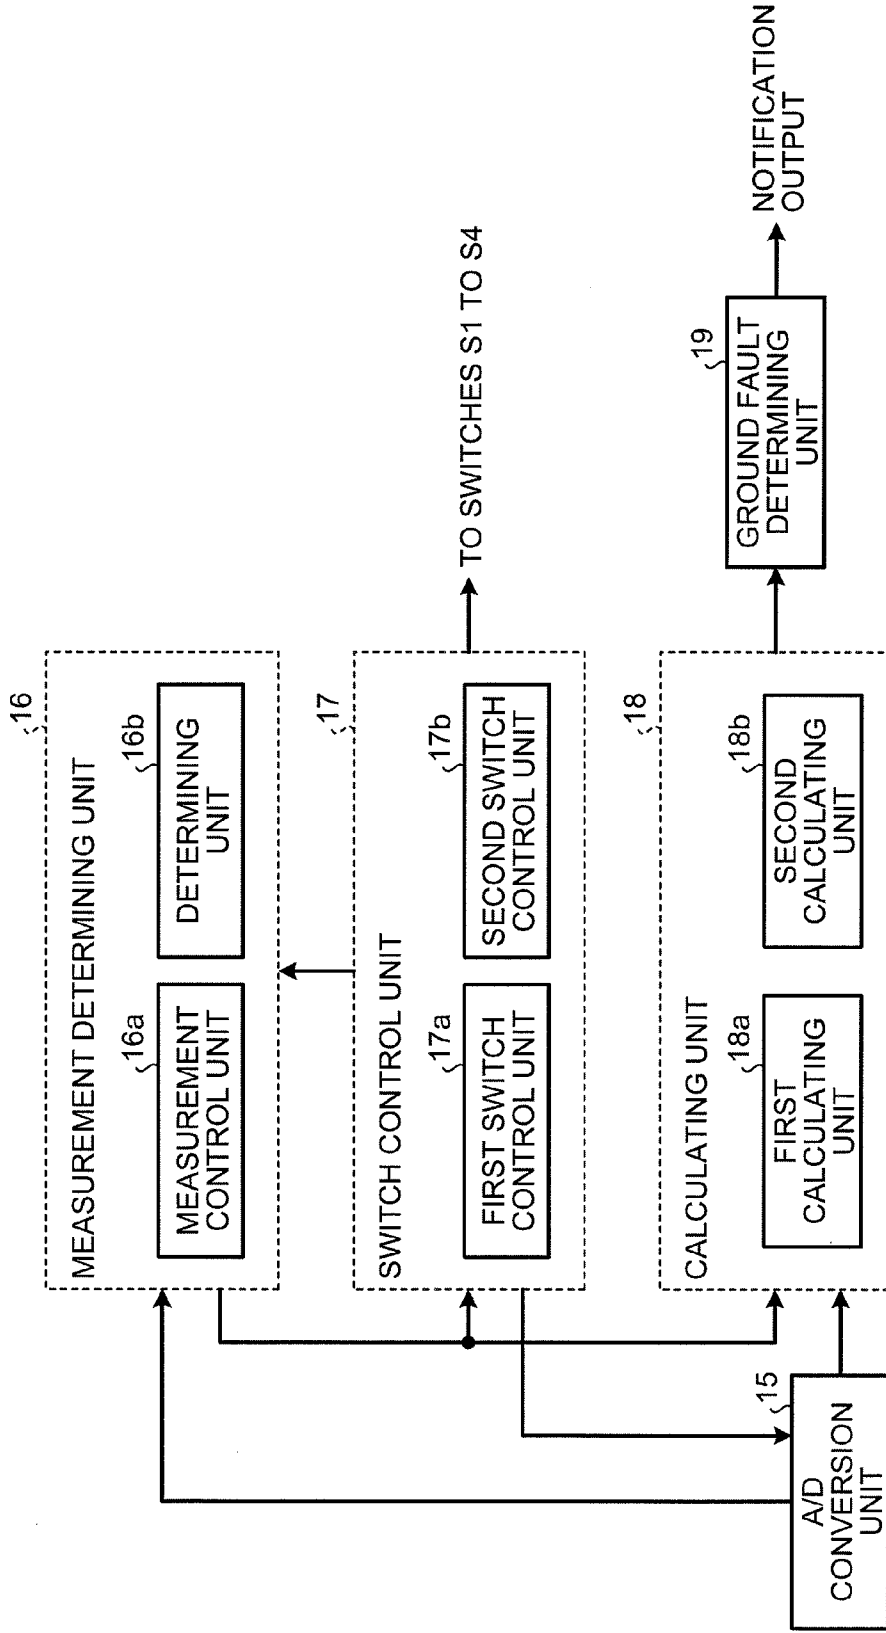 16
MEASUREMENT DETERMINING UNIT
16a
MEASUREMENT
CONTROL UNIT
16b
DETERMINING
UNIT
17
SWITCH CONTROL UNIT
17a
FIRST SWITCH
CONTROL UNIT
17b
SECOND SWITCH
CONTROL UNIT
TO SWITCHES S1 TO S4
15
A/D
CONVERSION
UNIT
18
CALCULATING UNIT
18a
FIRST
CALCULATING
UNIT
18b
SECOND
CALCULATING
UNIT
19
GROUND FAULT
DETERMINING
UNIT
NOTIFICATION
OUTPUT